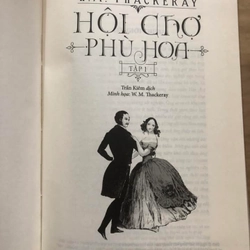 W.M. THACKERAY
HỘI CHỢ
PHÙ HOA
TẬP I
Trần Kiêm dịch
Minh họa: W. M. Thackeray